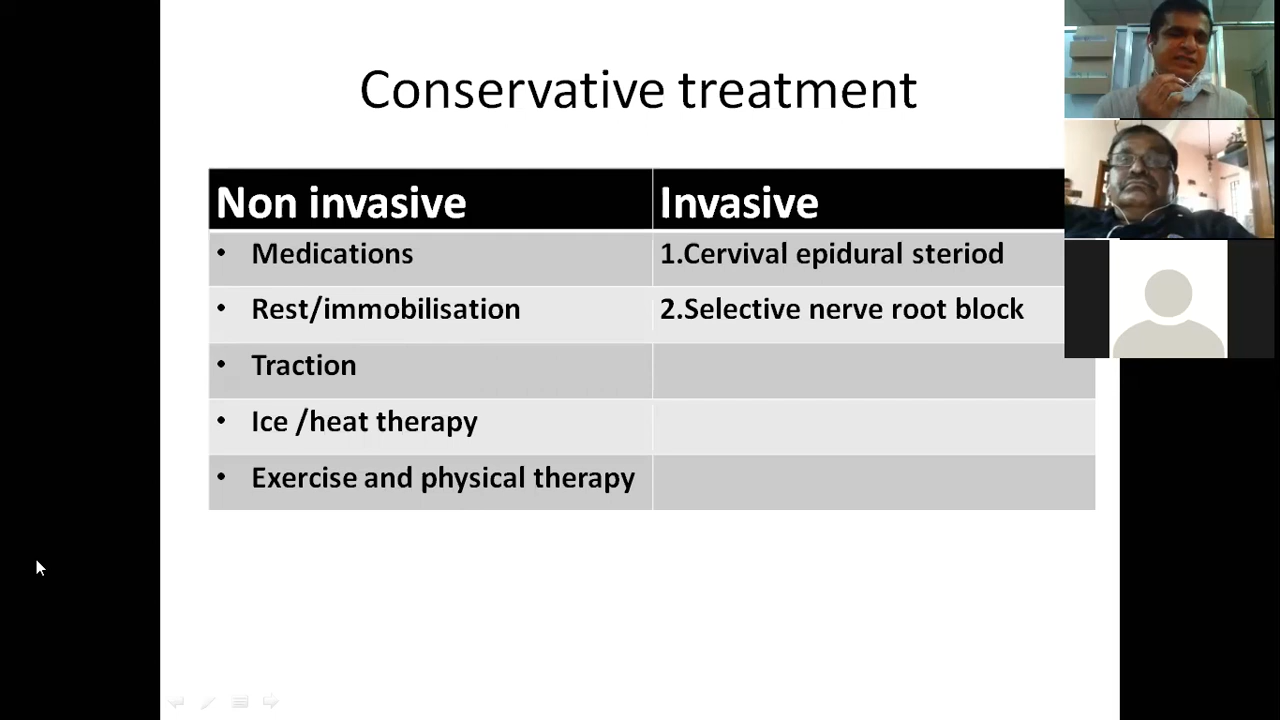 Conservative treatment
Non invasive
Invasive
• Medications
1.Cervival epidural steriod
• Rest/immobilisation
2.Selective nerve root block
• Traction
• Ice /heat therapy
• Exercise and physical therapy